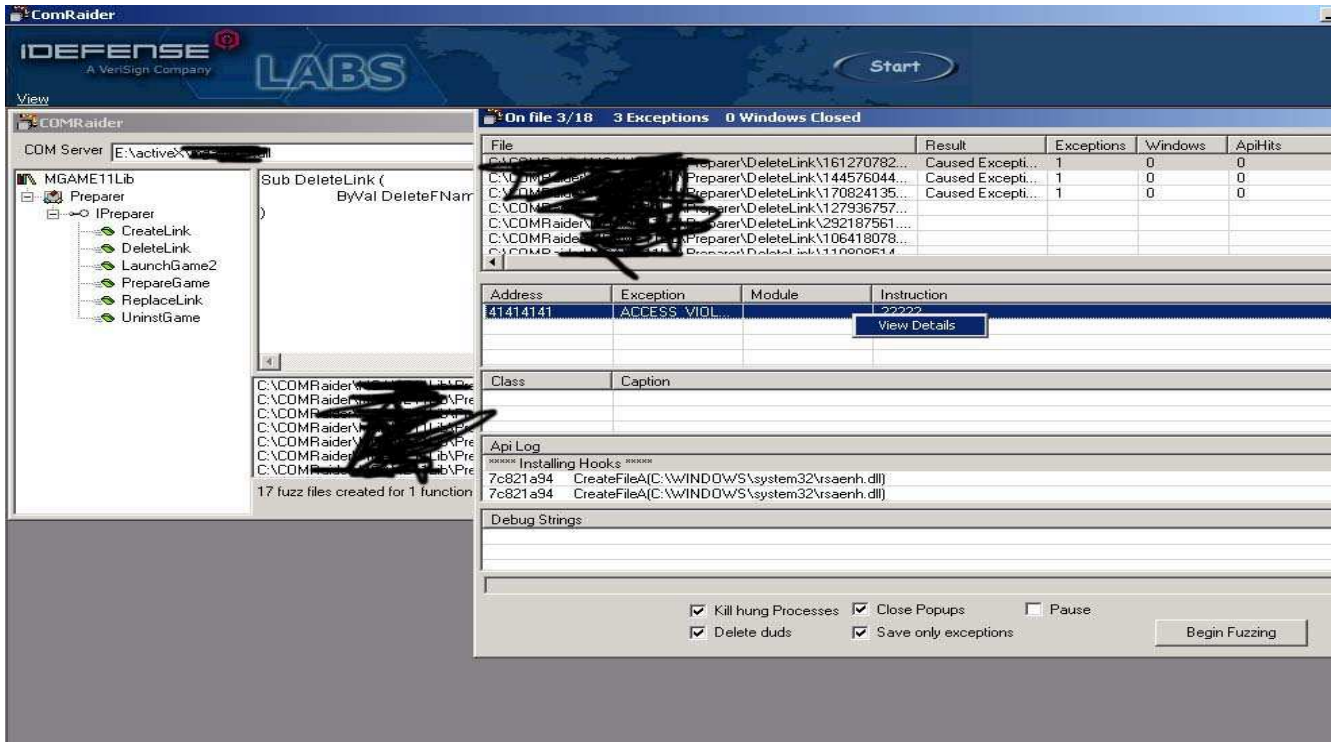 ComRaider
IDEFENSE
A VeriSign Company
LABS
Start
View
COMRaider
COM Server E:\activeX\
MGAME11Lib
Preparer
IPreparer
CreateLink
DeleteLink
LaunchGame2
PrepareGame
ReplaceLink
UninstGame
Sub DeleteLink (
ByVal DeleteFNam
)
C:\COMRaider\
C:\COMRaider\
C:\COMRaider\
C:\COMRaider\
C:\COMRaider\
17 fuzz files created for 1 function
On file 3/18 3 Exceptions 0 Windows Closed
File Result Exceptions Windows ApiHits
Preparer\DeleteLink\161270782... Caused Excepti... 1 0 0
Preparer\DeleteLink\144576044... Caused Excepti... 1 0 0
Preparer\DeleteLink\170824135... Caused Excepti... 1 0 0
Preparer\DeleteLink\127936757...
C:\COMRaider\ parer\DeleteLink\292187561....
C:\COMRaide \Preparer\DeleteLink\106418078...
Preparer\DeleteLink\110808514
Address Exception Module Instruction
41414141 ACCESS_VIOL... ?????
View Details
Class Caption
Api Log
***** Installing Hooks *****
7c821a94 CreateFileA(C:\WINDOWS\system32\rsaenh.dll)
7c821a94 CreateFileA(C:\WINDOWS\system32\rsaenh.dll)
Debug Strings
Kill hung Processes Close Popups Pause
Delete duds Save only exceptions Begin Fuzzing